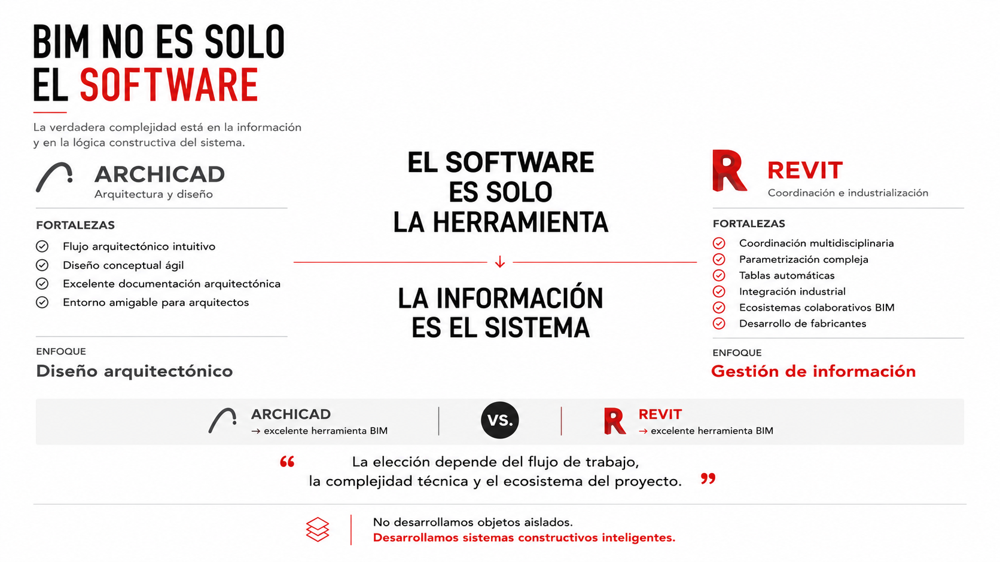 BIM NO ES SOLO
EL SOFTWARE
La verdadera complejidad está en la información
y en la lógica constructiva del sistema.
ARCHICAD
Arquitectura y diseño
FORTALEZAS
Flujo arquitectónico intuitivo
Diseño conceptual ágil
Excelente documentación arquitectónica
Entorno amigable para arquitectos
ENFOQUE
Diseño arquitectónico
EL SOFTWARE
ES SOLO
LA HERRAMIENTA
↓
LA INFORMACIÓN
ES EL SISTEMA
R REVIT
Coordinación e industrialización
FORTALEZAS
Coordinación multidisciplinaria
Parametrización compleja
Tablas automáticas
Integración industrial
Ecosistemas colaborativos BIM
Desarrollo de fabricantes
ENFOQUE
Gestión de información
ARCHICAD
→ excelente herramienta BIM
VS.
R REVIT
→ excelente herramienta BIM
“ La elección depende del flujo de trabajo,
la complejidad técnica y el ecosistema del proyecto. ”
No desarrollamos objetos aislados.
Desarrollamos sistemas constructivos inteligentes.